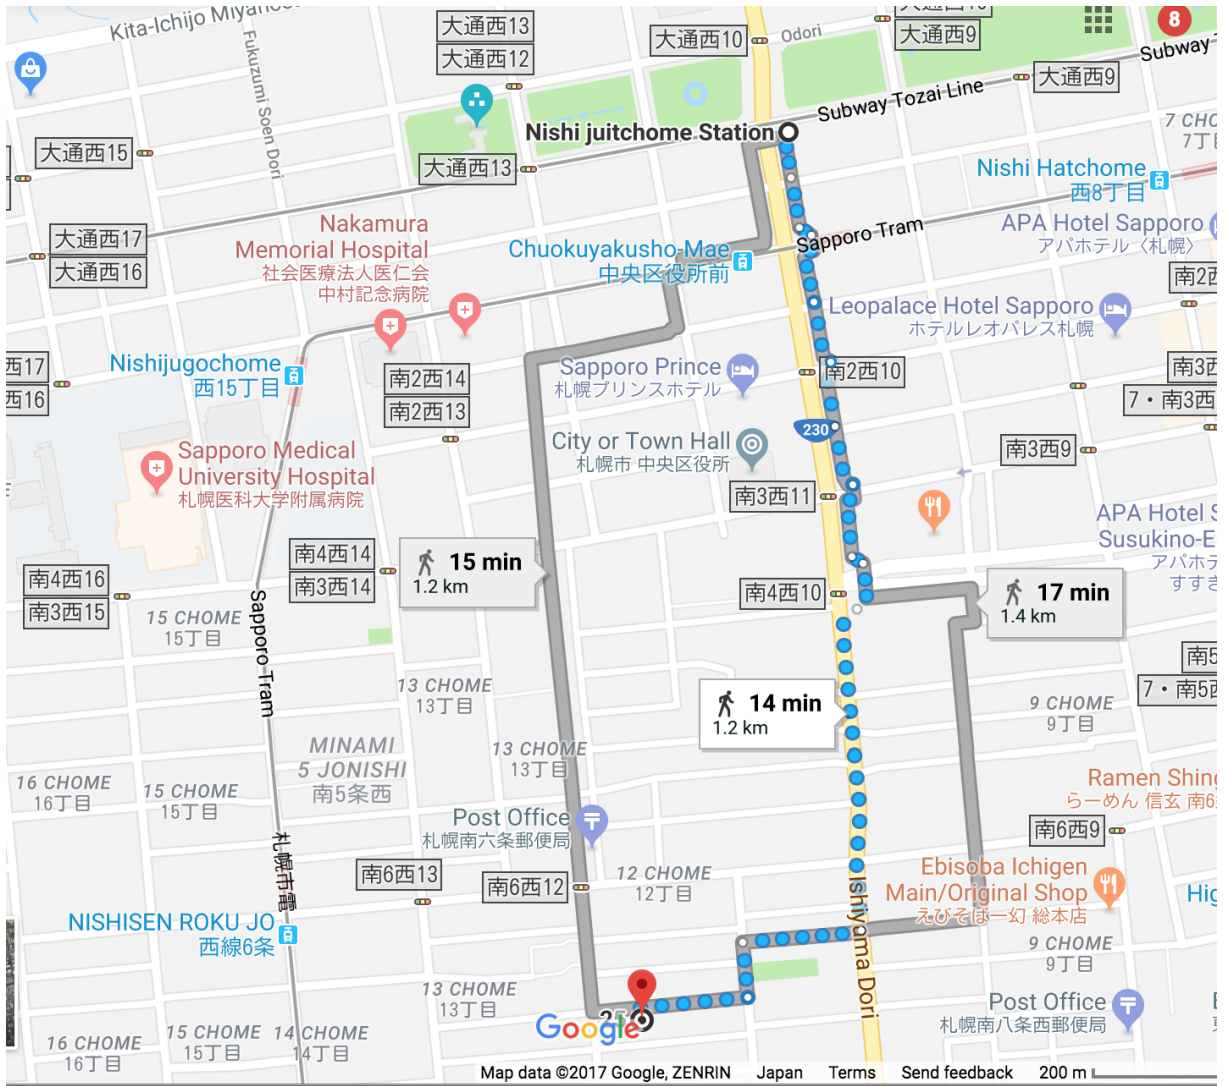 Kita-Ichijo Miyanos
大通西13
大通西12
大通西10
Odori
大通西9
8
Subway
Fukuzumi Soen Dori
大通西9
Subway Tozai Line
Nishi juitchome Station
大通西15
大通西13
7 CHO
7丁
Nishi Hatchome
西8丁目
Nakamura
Memorial Hospital
社会医療法人医仁会
中村記念病院
大通西17
大通西16
Chuokuyakusho-Mae
中央区役所前
Sapporo Tram
APA Hotel Sapporo
アパホテル〈札幌〉
南2西
Leopalace Hotel Sapporo
ホテルレオパレス札幌
西17
西16
Nishijugochome
西15丁目
南2西14
南2西13
Sapporo Prince
札幌プリンスホテル
南2西10
南3西
7・南3西
230
City or Town Hall
札幌市 中央区役所
Sapporo Medical
University Hospital
札幌医科大学附属病院
南3西9
南3西11
APA Hotel S
Susukino-E
アパホテ
すすき
南4西14
南3西14
15 min
1.2 km
南4西16
南3西15
南4西10
17 min
1.4 km
15 CHOME
15丁目
Sapporo Tram
南5
7・南5西
13 CHOME
13丁目
14 min
1.2 km
9 CHOME
9丁目
MINAMI
5 JONISHI
南5条西
13 CHOME
13丁目
16 CHOME
16丁目
15 CHOME
15丁目
Ramen Shing
らーめん 信玄 南6
Post Office
札幌南六条郵便局
南6西9
札幌市電
南6西13
南6西12
12 CHOME
12丁目
Ebisoba Ichigen
Main/Original Shop
えびそば一幻 総本店
Hig
NISHISEN ROKU JO
西線6条
Ishiyama Dori
9 CHOME
9丁目
13 CHOME
13丁目
Post Office
札幌南八条西郵便局
Google
16 CHOME
16丁目
15 CHOME
15丁目
14 CHOME
14丁目
Map data ©2017 Google, ZENRIN Japan Terms Send feedback 200 m